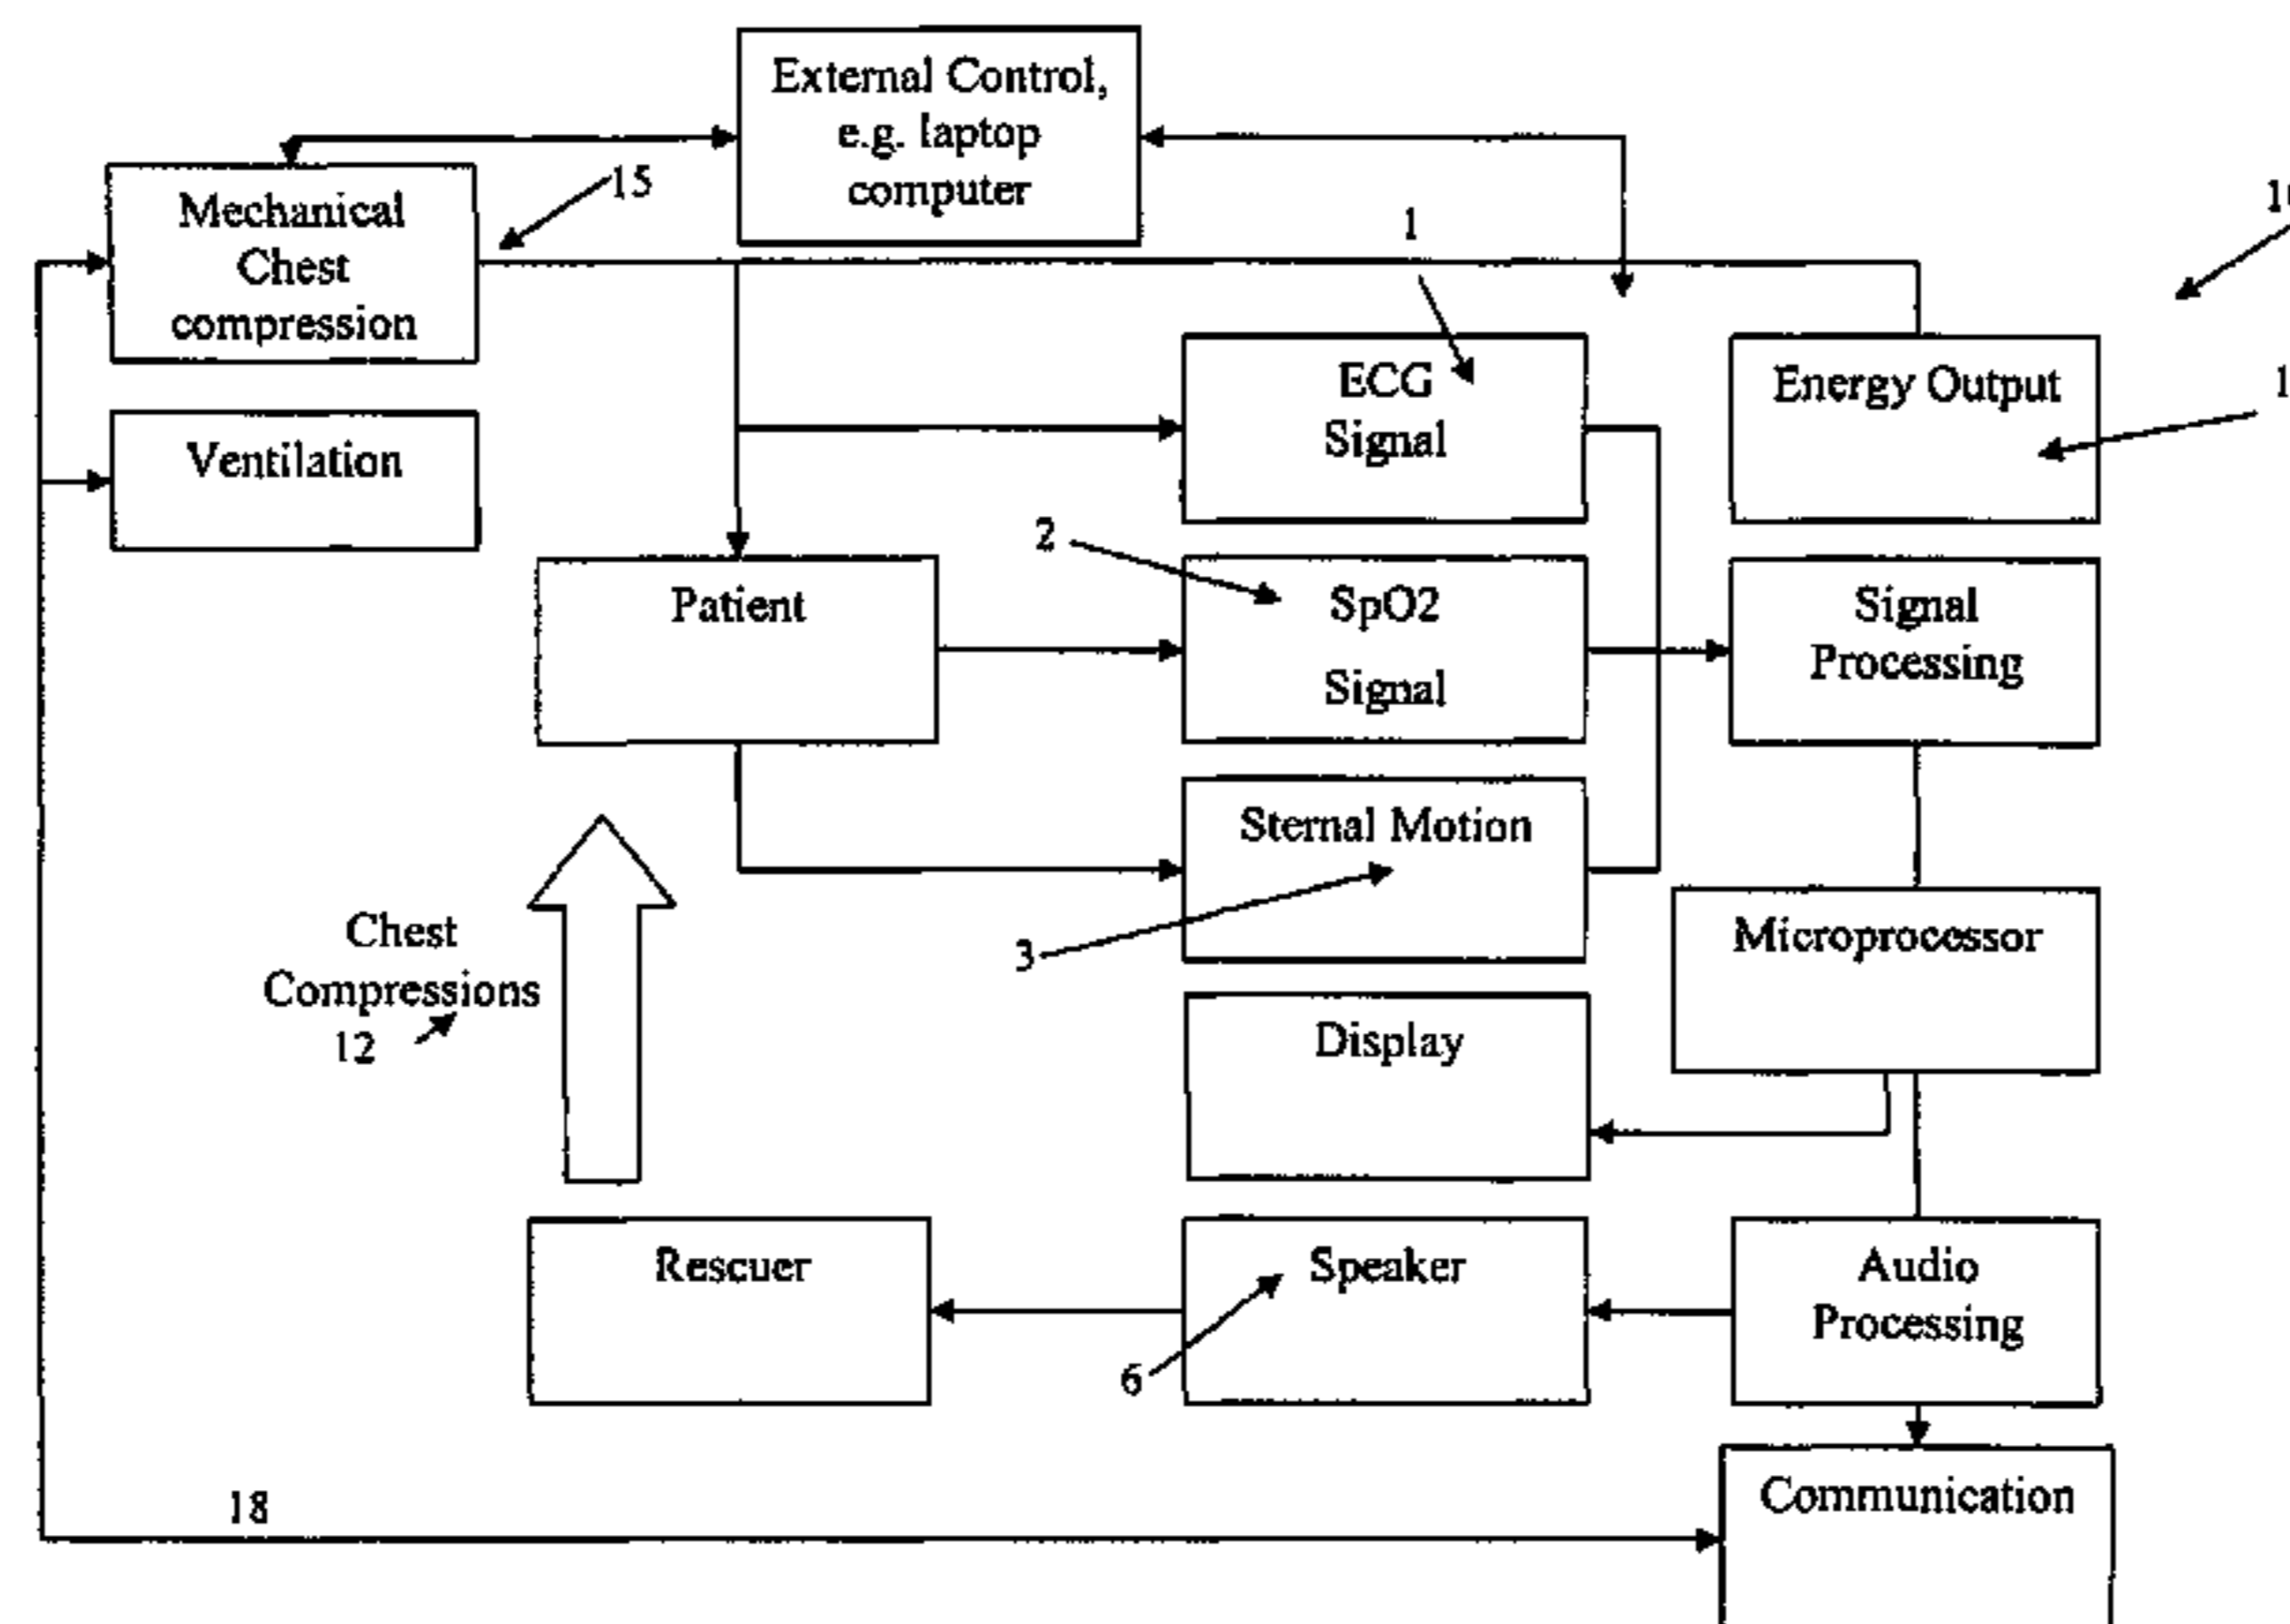 External Control,
e.g. laptop
computer
15
Mechanical
Chest
compression
1
ECG
Signal
Energy Output
Ventilation
2
Patient
SpO2
Signal
Signal
Processing
Sternal Motion
3
Chest
Compressions
12
Microprocessor
Display
Rescuer
Speaker
6
Audio
Processing
18
Communication